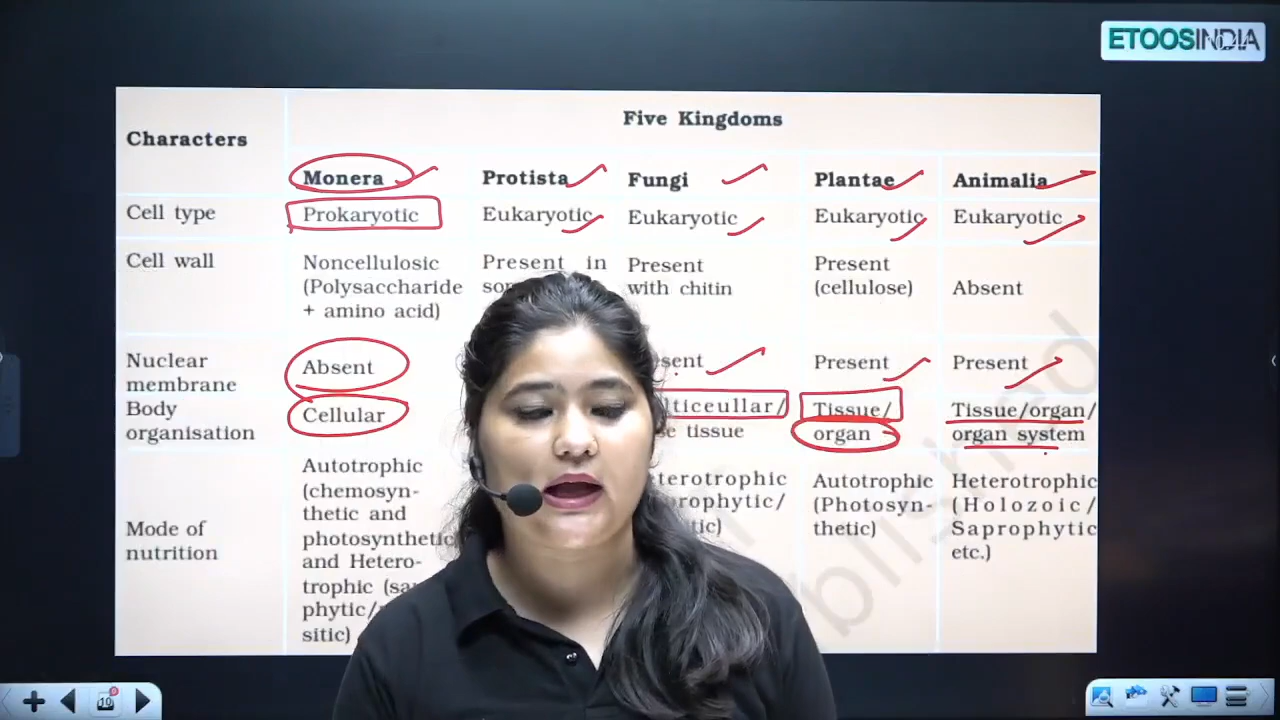 ETOOSINDIA
Five Kingdoms
Characters
Monera Protista Fungi Plantae Animalia
Cell type Prokaryotic Eukaryotic Eukaryotic Eukaryotic Eukaryotic
Cell wall
Noncellulosic
(Polysaccharide
+ amino acid)
Present in
Present
with chitin
Present
(cellulose)
Absent
Nuclear
membrane
Absent
Present
Present
Body
organisation
Cellular
tissue
Tissue/
organ
Tissue/organ/
organ system
Mode of
nutrition
Autotrophic
(chemosyn-
thetic and
photosynthetic
and Hetero-
trophic
sitic)
Autotrophic
(Photosyn-
thetic)
Heterotrophic
(Holozoic/
Saprophytic
etc.)
10